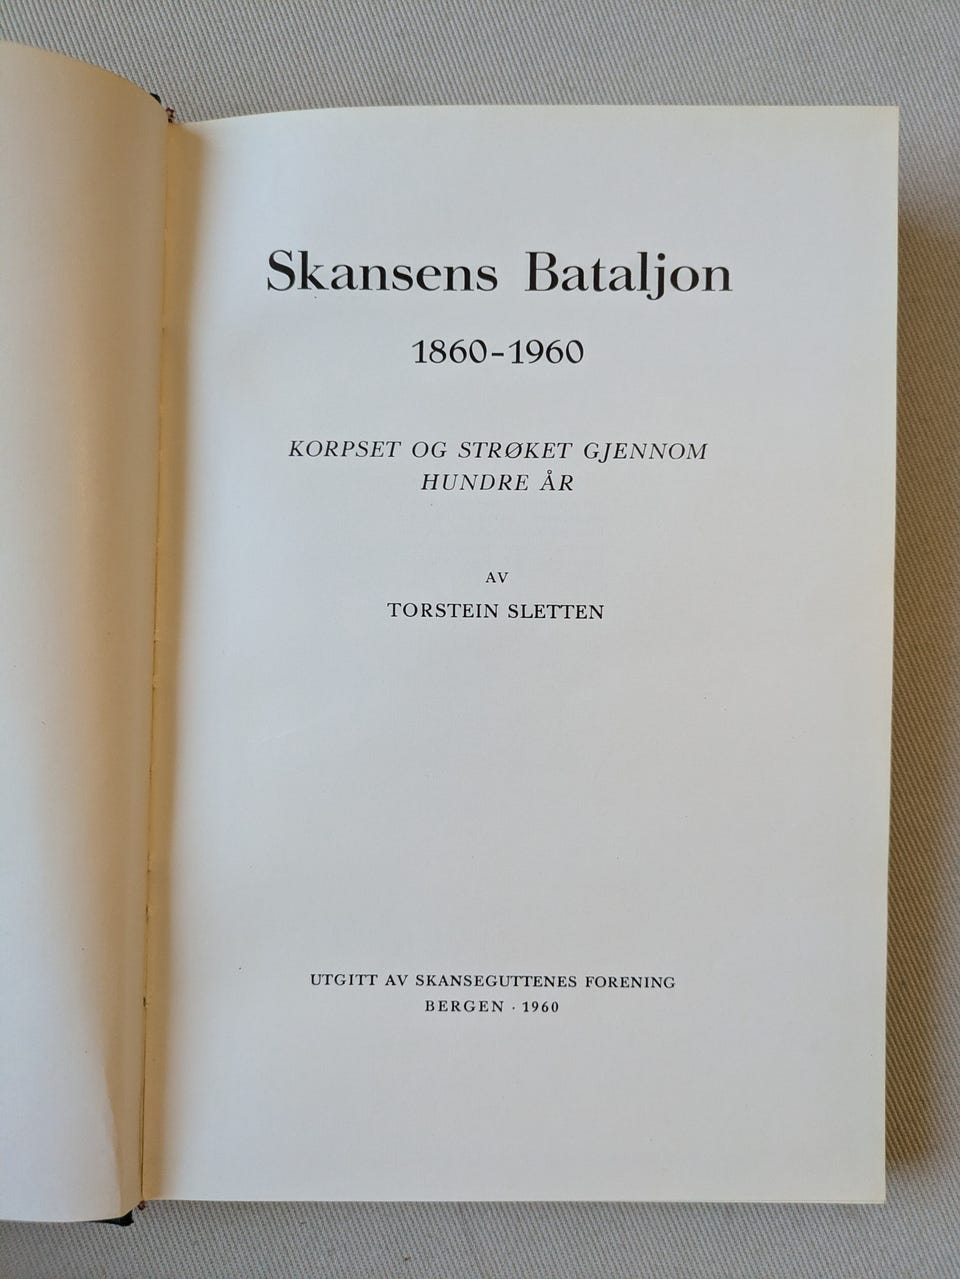 Skansens Bataljon
1860-1960
KORPSET OG STRØKET GJENNOM
HUNDRE ÅR
AV
TORSTEIN SLETTEN
UTGITT AV SKANSEGUTTENES FORENING
BERGEN · 1960